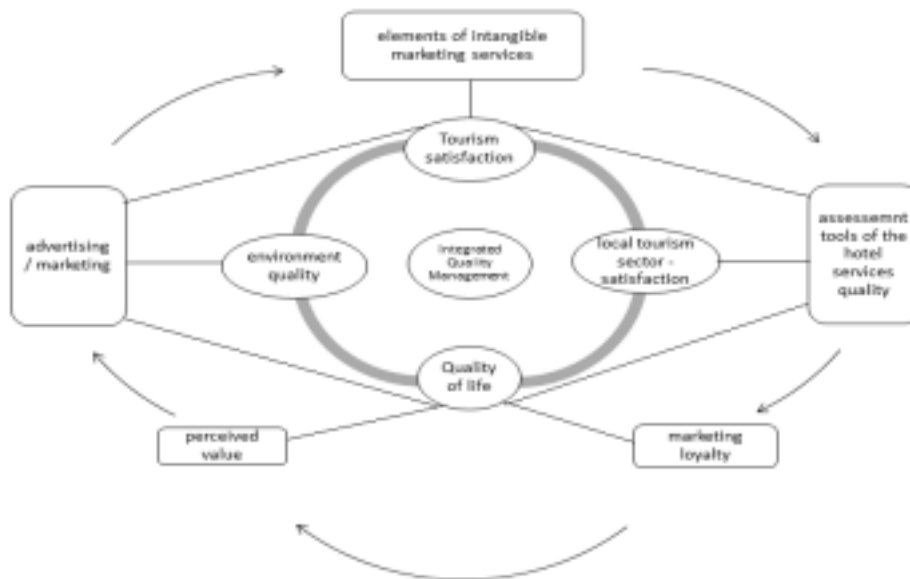 elements of intangible
marketing services
Tourism
satisfaction
advertising
/ marketing
environment
quality
Integrated
Quality
Management
local tourism
sector -
satisfaction
assessemnt
tools of the
hotel
services
quality
Quality
of life
perceived
value
marketing
loyalty